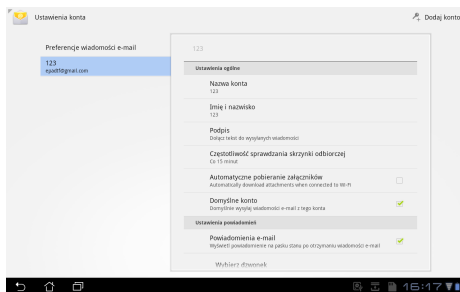 Ustawienia konta
Dodaj konto
Preferencje wiadomości e-mail
123
epadtf@gmail.com
123
Ustawienia ogólne
Nazwa konta
123
Imię i nazwisko
123
Podpis
Dołącz tekst do wysyłanych wiadomości
Częstotliwość sprawdzania skrzynki odbiorczej
Co 15 minut
Automatyczne pobieranie załączników
Automatically download attachments when connected to Wi-Fi
Domyślne konto
Domyślnie wysyłaj wiadomości e-mail z tego konta
Ustawienia powiadomień
Powiadomienia e-mail
Wyświetl powiadomienie na pasku stanu po otrzymaniu wiadomości e-mail
Wybierz dzwonek
16:17